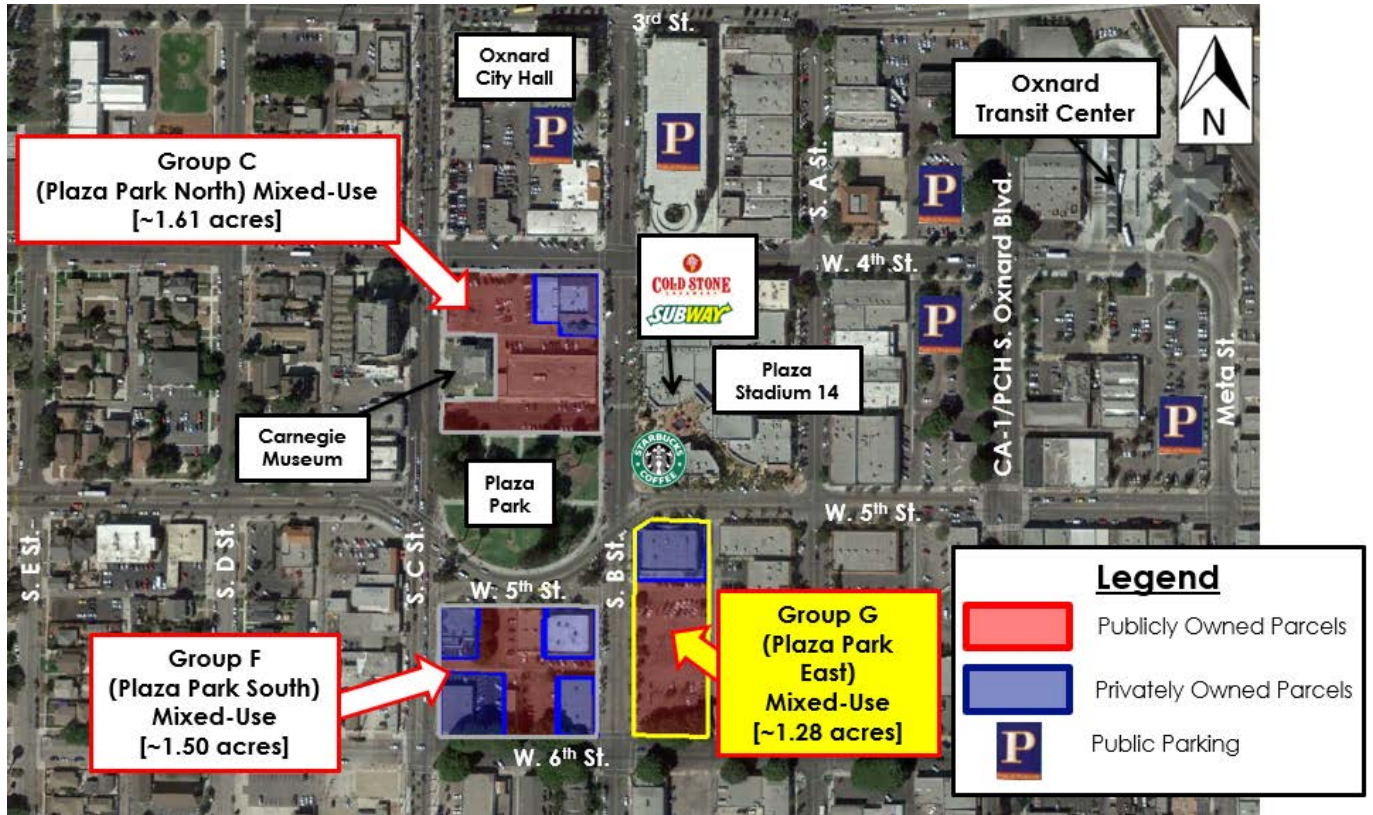 3rd St.
Oxnard
City Hall
P
P
Oxnard
Transit Center
N
Group C
(Plaza Park North) Mixed-Use
[~1.61 acres]
S. A St.
P
CA-1/PCH S. Oxnard Blvd.
W. 4th St.
COLD STONE
CREAMERY
SUBWAY
P
Plaza
Stadium 14
Carnegie
Museum
STARBUCKS
COFFEE
P
Meta St.
Plaza
Park
W. 5th St.
S. E St.
S. D St.
S. C St.
W. 5th St.
S. B St.
Group F
(Plaza Park South)
Mixed-Use
[~1.50 acres]
Group G
(Plaza Park
East)
Mixed-Use
[~1.28 acres]
W. 6th St.
Legend
Publicly Owned Parcels
Privately Owned Parcels
P
Public Parking